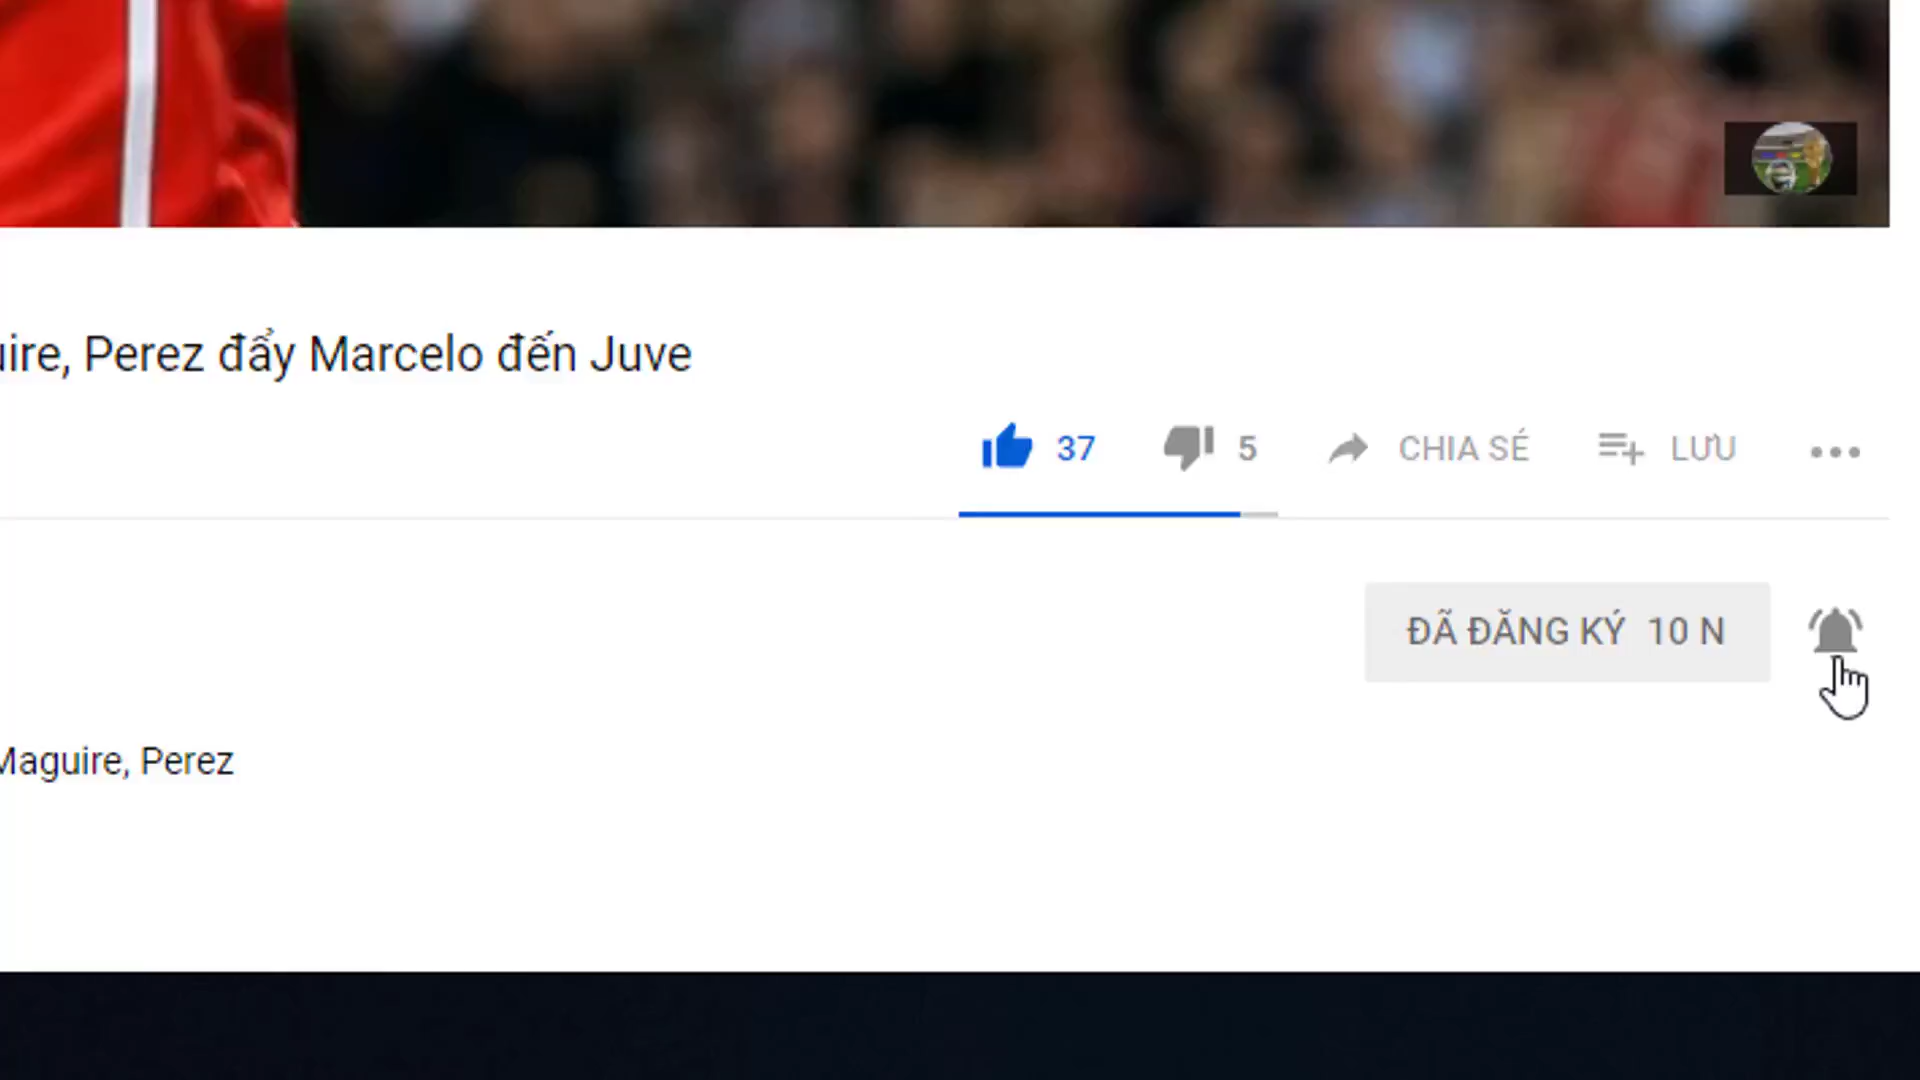 ire, Perez đẩy Marcelo đến Juve
37 5 CHIA SẺ LƯU
ĐÃ ĐĂNG KÝ 10 N
Maguire, Perez